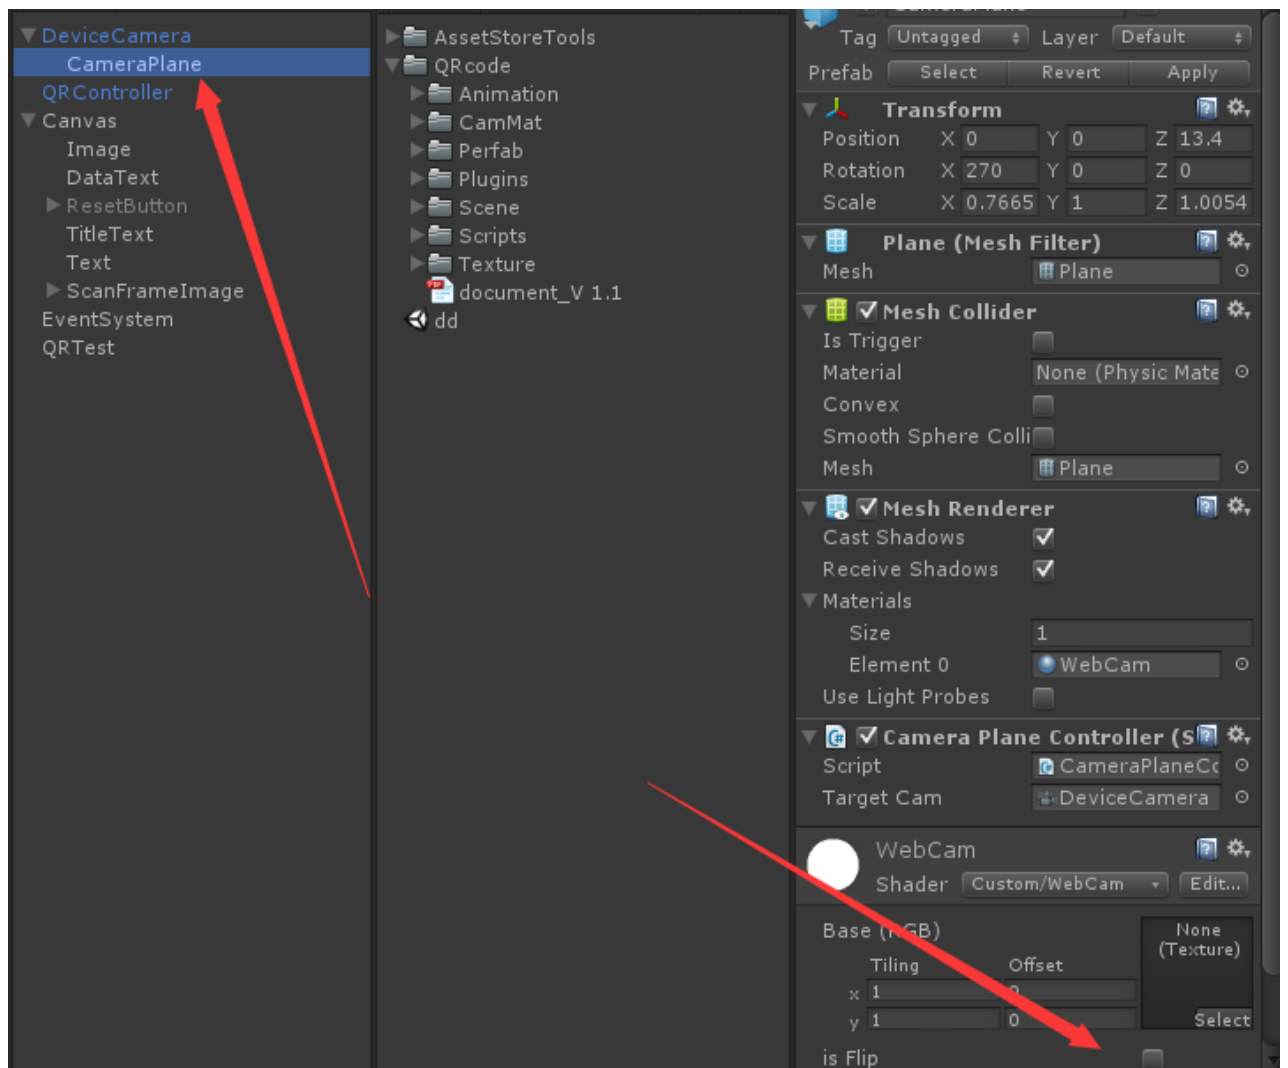 DeviceCamera
CameraPlane
QRController
Canvas
Image
DataText
ResetButton
TitleText
Text
ScanFrameImage
EventSystem
QRTest
AssetStoreTools
QRcode
Animation
CamMat
Perfab
Plugins
Scene
Scripts
Texture
document_V 1.1
dd
Tag Untagged Layer Default
Prefab Select Revert Apply
Transform
Position X 0 Y 0 Z 13.4
Rotation X 270 Y 0 Z 0
Scale X 0.7665 Y 1 Z 1.0054
Plane (Mesh Filter)
Mesh Plane
Mesh Collider
Is Trigger
Material None (Physic Mate
Convex
Smooth Sphere Colli
Mesh Plane
Mesh Renderer
Cast Shadows
Receive Shadows
Materials
Size 1
Element 0 WebCam
Use Light Probes
Camera Plane Controller (S
Script CameraPlaneCo
Target Cam DeviceCamera
WebCam
Shader Custom/WebCam Edit...
Base (RGB) None
(Texture)
Tiling Offset
x 1 0
y 1 0 Select
is Flip